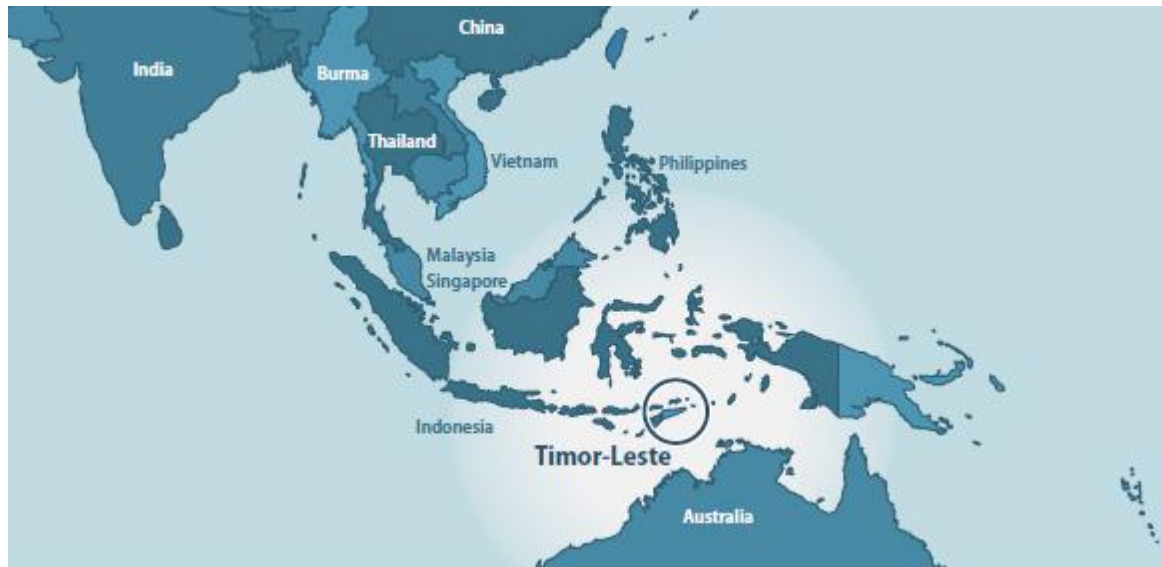 China
India
Burma
Thailand
Vietnam
Philippines
Malaysia
Singapore
Indonesia
Timor-Leste
Australia